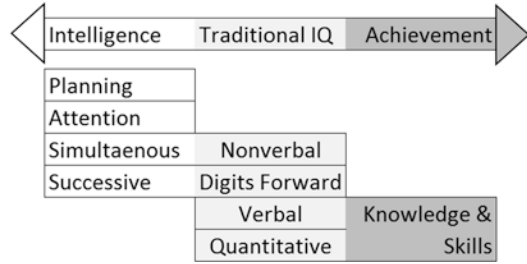 Intelligence Traditional IQ Achievement
Planning
Attention
Simultaenous Nonverbal
Successive Digits Forward
Verbal Knowledge &
Quantitative Skills